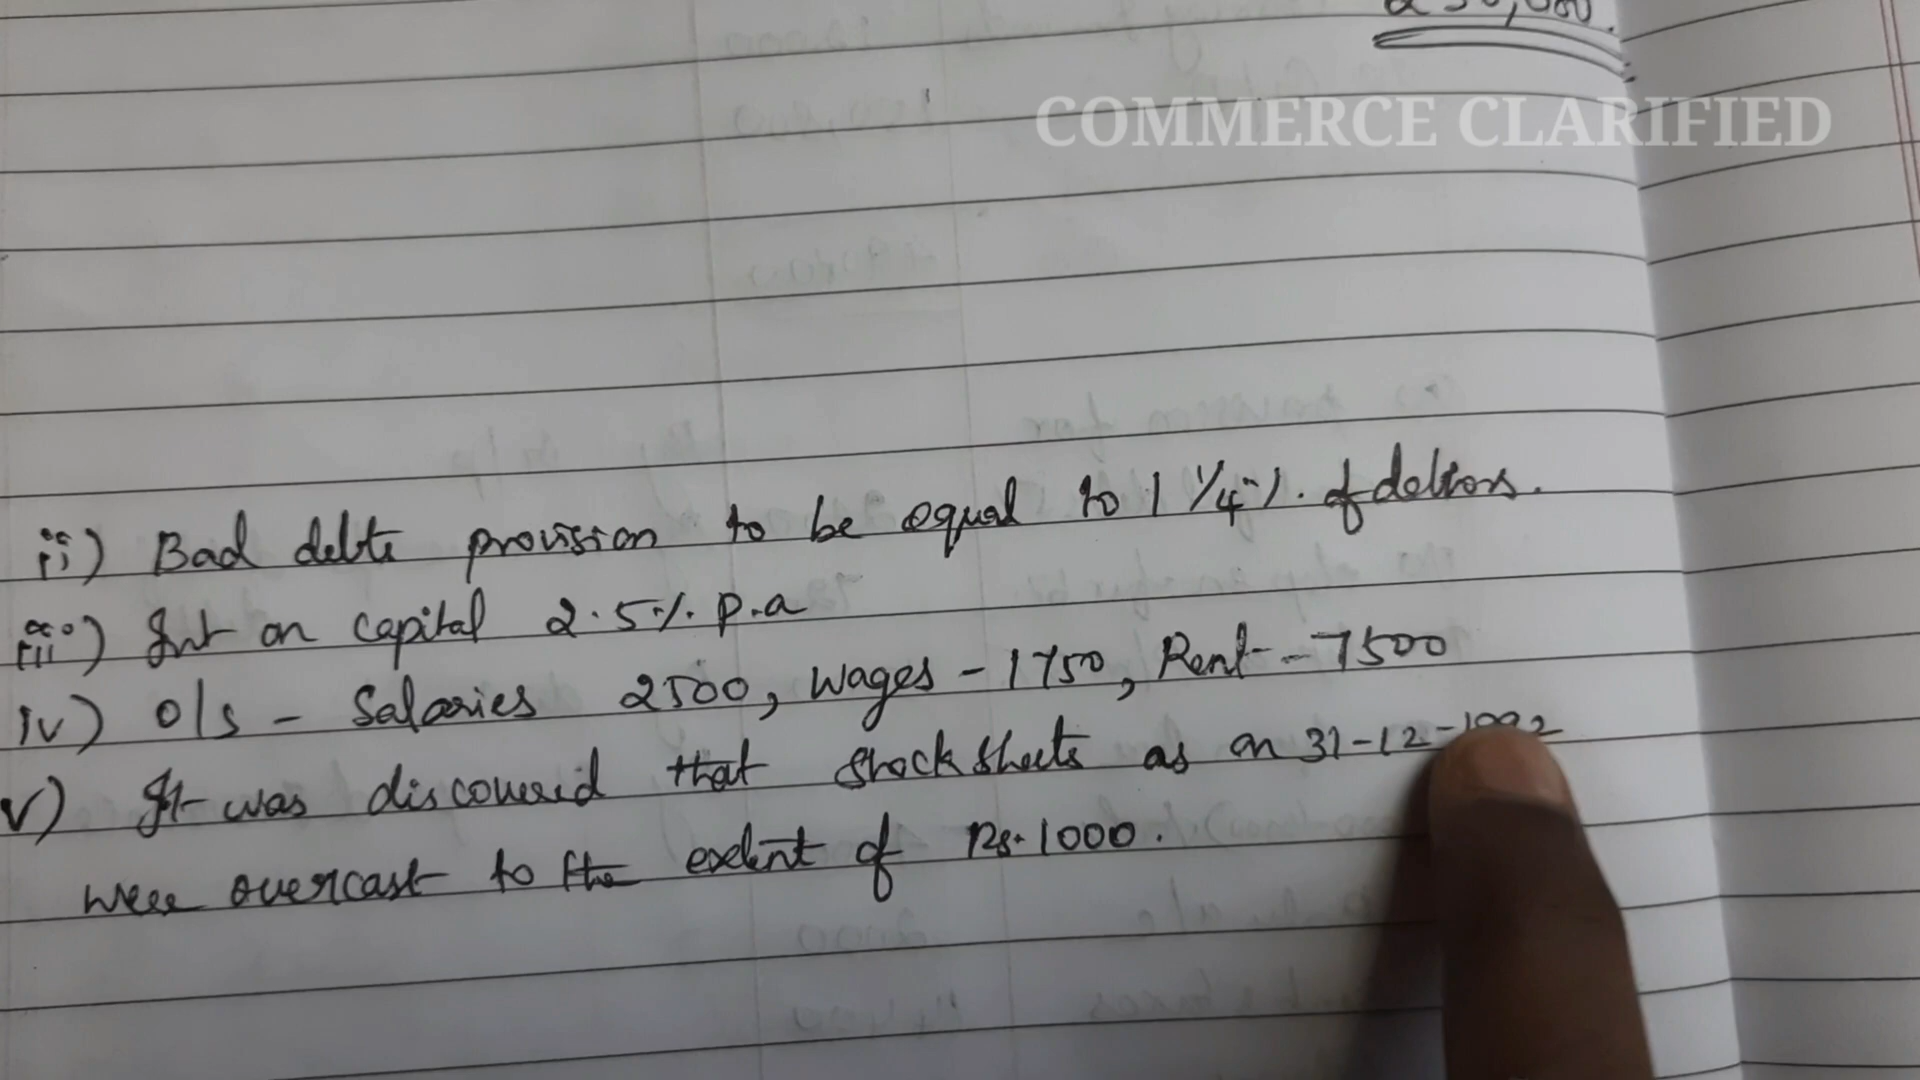 COMMERCE CLARIFIED
ii) Bad debts provision to be equal to 1 1/4 %. of debtors.
iii) Int on capital 2.5%. p.a
iv) O/s - Salaries 2500, wages - 1750, Rent - 7500
v) It was discovered that stock sheets as on 31-12-1992
were overcast to the extent of Rs. 1000.